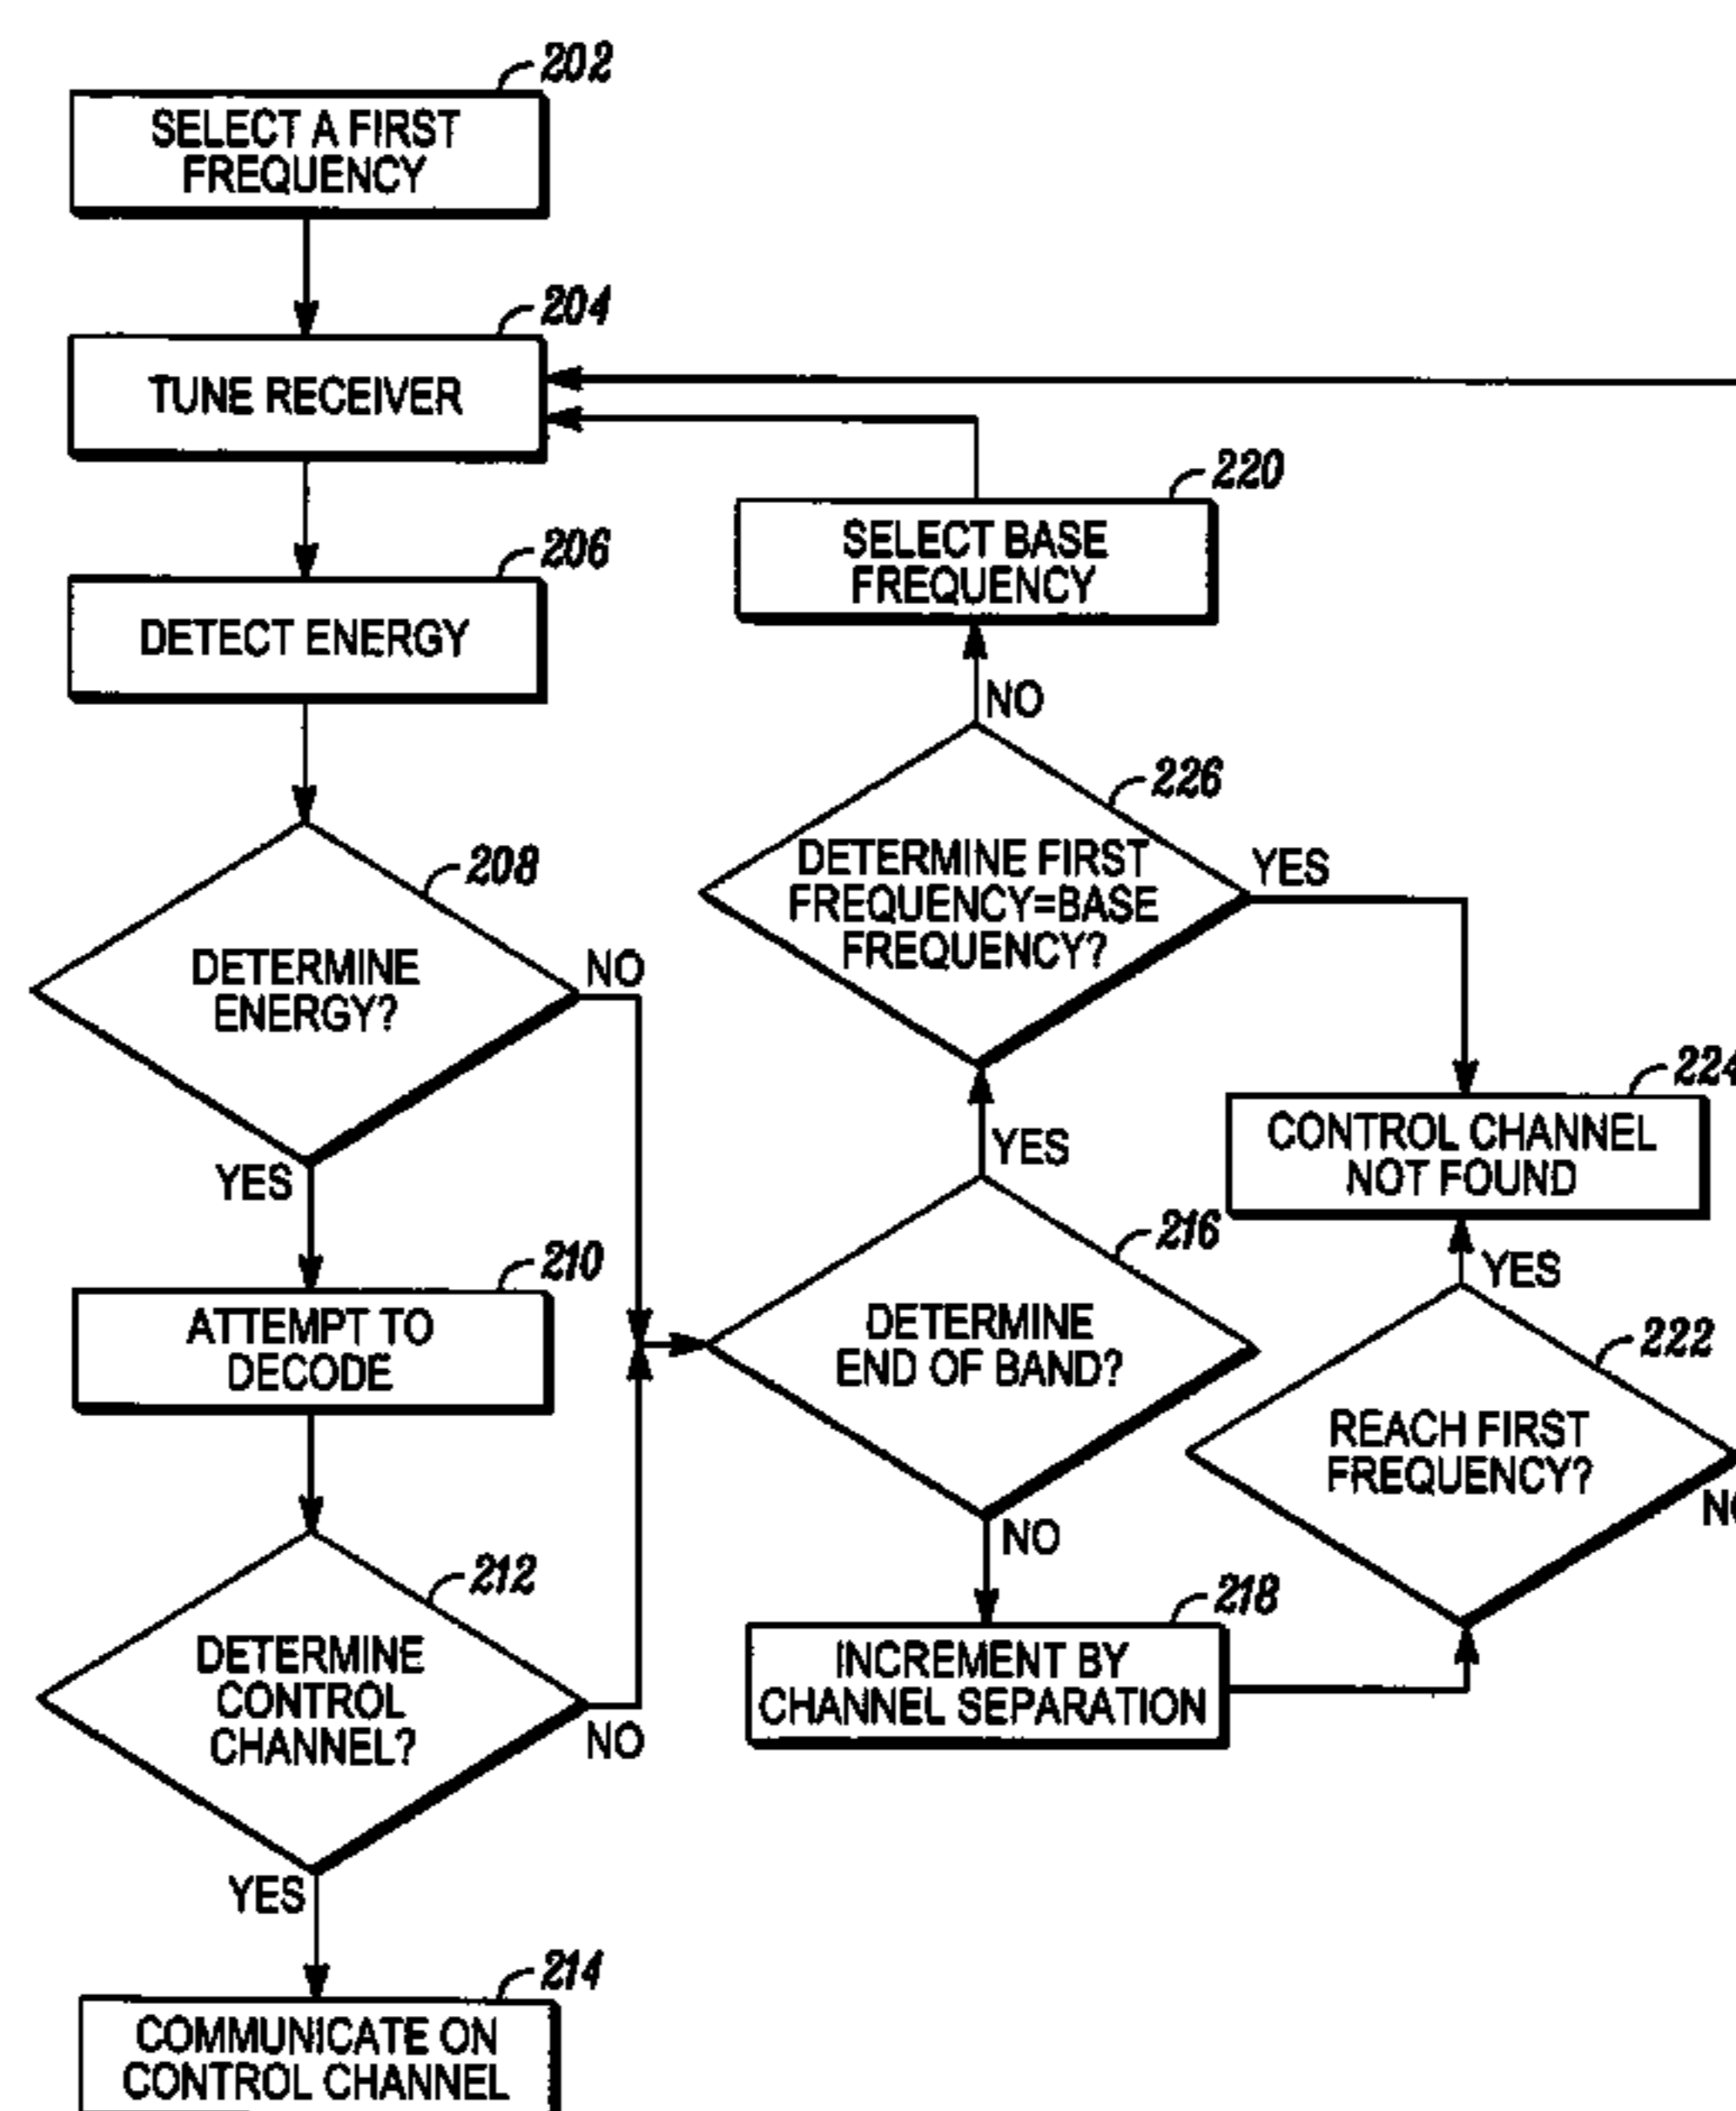 202
SELECT A FIRST
FREQUENCY
204
TUNE RECEIVER
206
DETECT ENERGY
208
DETERMINE
ENERGY?
NO
YES
210
ATTEMPT TO
DECODE
212
DETERMINE
CONTROL
CHANNEL?
NO
YES
214
COMMUNICATE ON
CONTROL CHANNEL
220
SELECT BASE
FREQUENCY
NO
226
DETERMINE FIRST
FREQUENCY=BASE
FREQUENCY?
YES
YES
216
DETERMINE
END OF BAND?
NO
218
INCREMENT BY
CHANNEL SEPARATION
224
CONTROL CHANNEL
NOT FOUND
YES
222
REACH FIRST
FREQUENCY?
NO